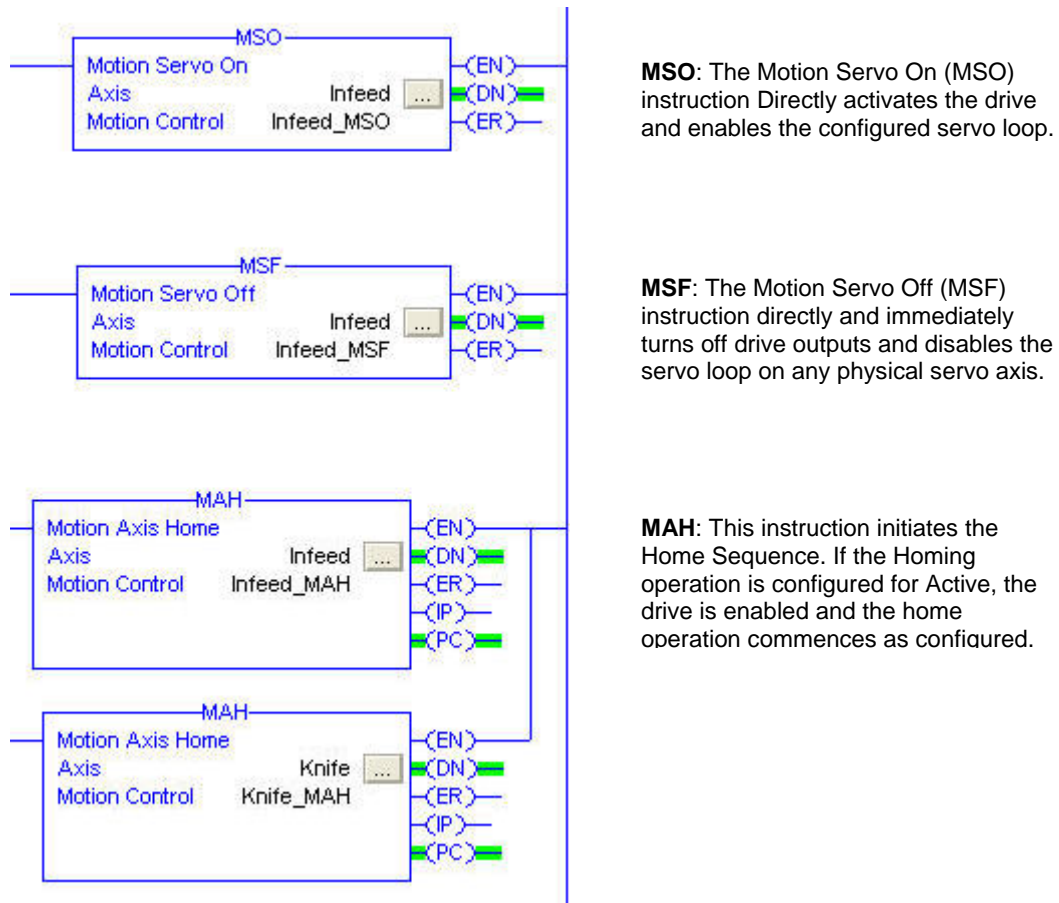 MSO
Motion Servo On
(EN)
Axis Infeed ... (DN)
Motion Control Infeed_MSO (ER)
MSO: The Motion Servo On (MSO)
instruction Directly activates the drive
and enables the configured servo loop.
MSF
Motion Servo Off
(EN)
Axis Infeed ... (DN)
Motion Control Infeed_MSF (ER)
MSF: The Motion Servo Off (MSF)
instruction directly and immediately
turns off drive outputs and disables the
servo loop on any physical servo axis.
MAH
Motion Axis Home (EN)
Axis Infeed ... (DN)
Motion Control Infeed_MAH (ER)
(IP)
(PC)
MAH: This instruction initiates the
Home Sequence. If the Homing
operation is configured for Active, the
drive is enabled and the home
operation commences as configured.
MAH
Motion Axis Home (EN)
Axis Knife ... (DN)
Motion Control Knife_MAH (ER)
(IP)
(PC)